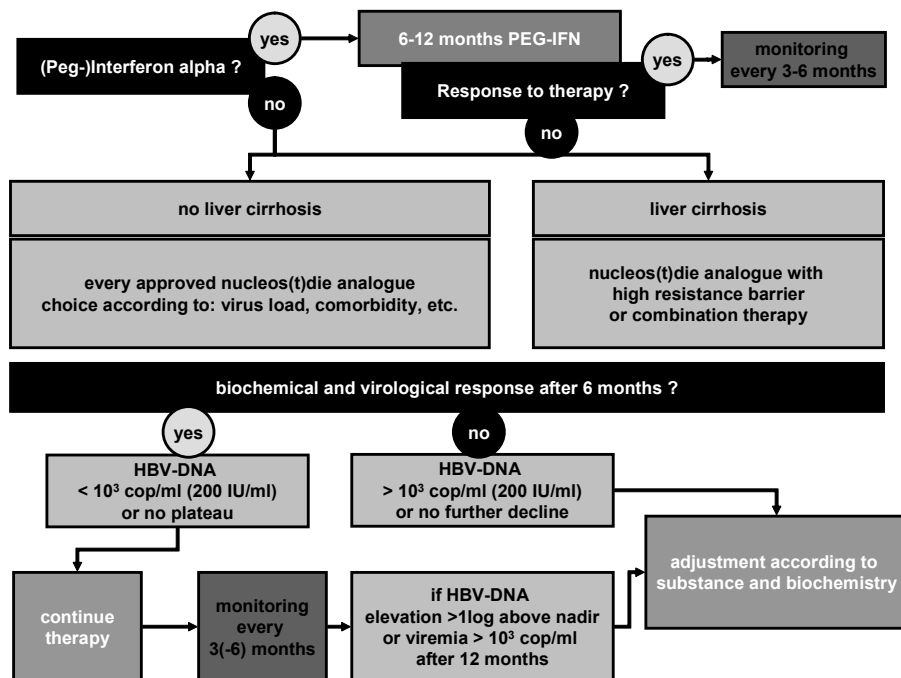 yes
6-12 months PEG-IFN
(Peg-)Interferon alpha ?
yes
monitoring
every 3-6 months
Response to therapy ?
no
no
no liver cirrhosis
every approved nucleos(t)die analogue
choice according to: virus load, comorbidity, etc.
liver cirrhosis
nucleos(t)die analogue with
high resistance barrier
or combination therapy
biochemical and virological response after 6 months ?
yes
no
HBV-DNA
< 10³ cop/ml (200 IU/ml)
or no plateau
HBV-DNA
> 10³ cop/ml (200 IU/ml)
or no further decline
adjustment according to
substance and biochemistry
continue
therapy
monitoring
every
3(-6) months
if HBV-DNA
elevation >1log above nadir
or viremia > 10³ cop/ml
after 12 months